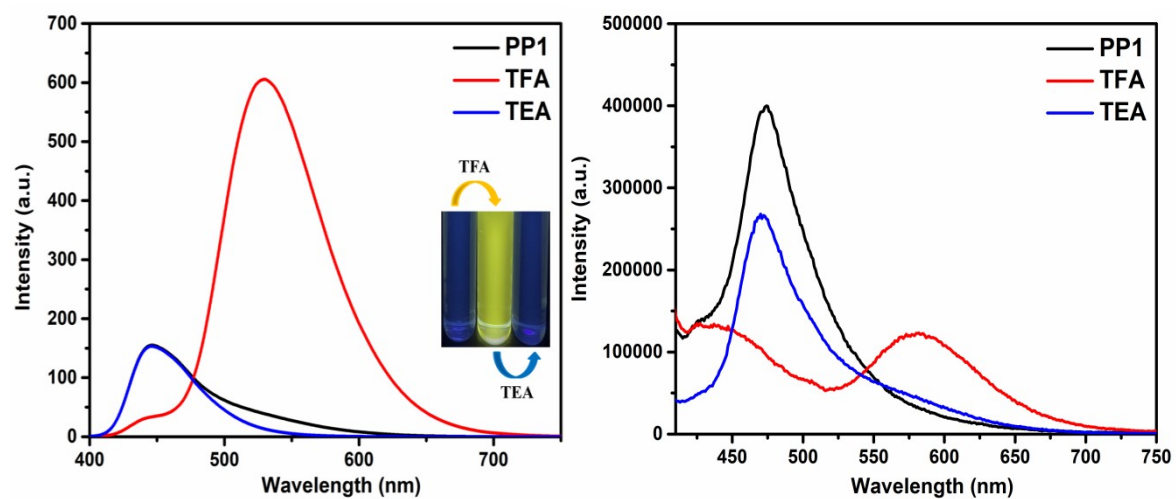 700
600
500
400
300
200
100
0
400
500
600
700
Intensity (a.u.)
Wavelength (nm)
PP1
TFA
TEA
TFA
TEA
500000
400000
300000
200000
100000
0
450
500
550
600
650
700
750
Intensity (a.u.)
Wavelength (nm)
PP1
TFA
TEA